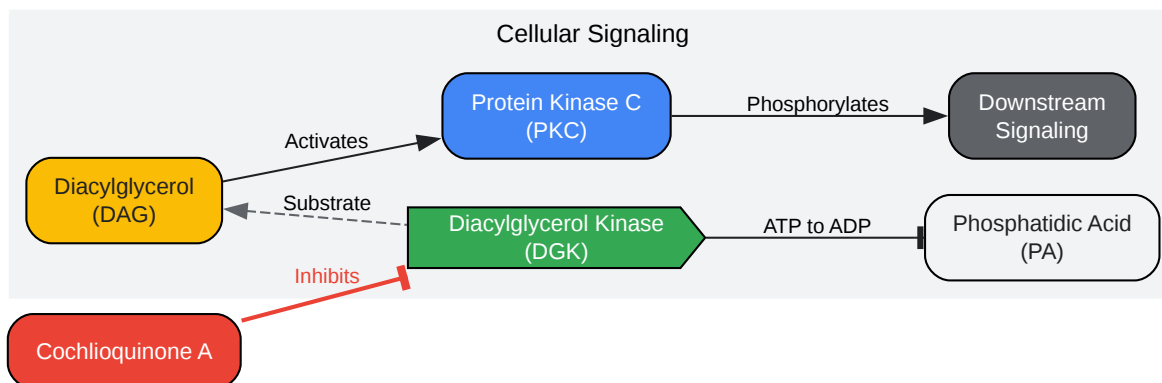 Cellular Signaling
Protein Kinase C
(PKC)
Phosphorylates
Downstream
Signaling
Activates
Diacylglycerol
(DAG)
Substrate
Diacylglycerol Kinase
(DGK)
ATP to ADP
Phosphatidic Acid
(PA)
Inhibits
Cochlioquinone A